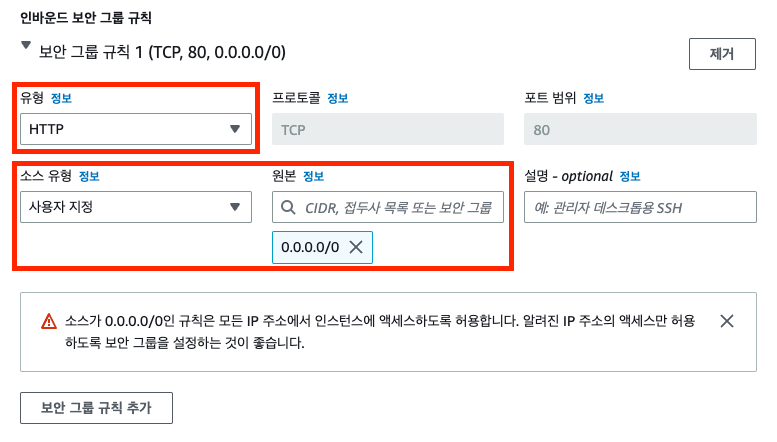 인바운드 보안 그룹 규칙
보안 그룹 규칙 1 (TCP, 80, 0.0.0.0/0)
제거
유형 정보
프로토콜 정보
포트 범위 정보
HTTP
TCP
80
소스 유형 정보
원본 정보
설명 - optional 정보
사용자 지정
CIDR, 접두사 목록 또는 보안 그룹
예: 관리자 데스크톱용 SSH
0.0.0.0/0
소스가 0.0.0.0/0인 규칙은 모든 IP 주소에서 인스턴스에 액세스하도록 허용합니다. 알려진 IP 주소의 액세스만 허용
하도록 보안 그룹을 설정하는 것이 좋습니다.
보안 그룹 규칙 추가